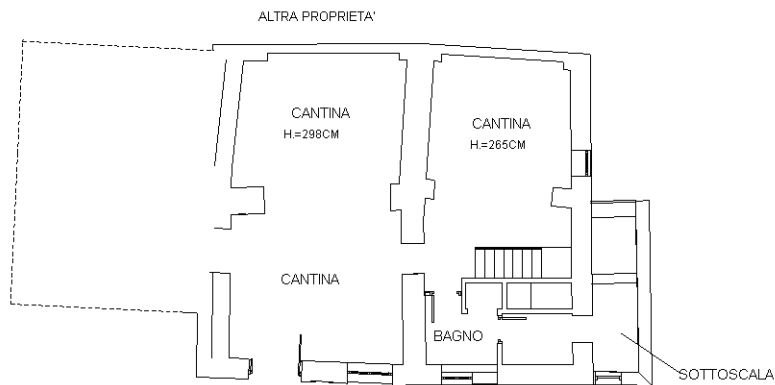 ALTRA PROPRIETA'
CANTINA
H.=298CM
CANTINA
H.=265CM
CANTINA
BAGNO
SOTTOSCALA